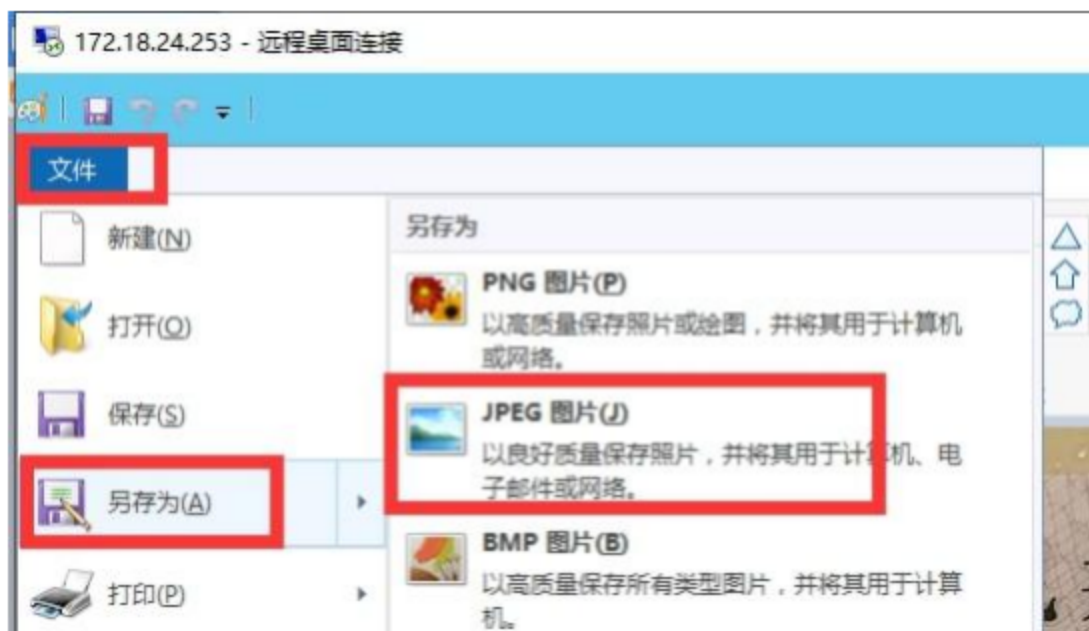 172.18.24.253 - 远程桌面连接
文件
新建(N)
打开(O)
保存(S)
另存为(A)
打印(P)
另存为
PNG 图片(P)
以高质量保存照片或绘图，并将其用于计算机
或网络。
JPEG 图片(J)
以良好质量保存照片，并将其用于计算机、电
子邮件或网络。
BMP 图片(B)
以高质量保存所有类型图片，并将其用于计算
机。